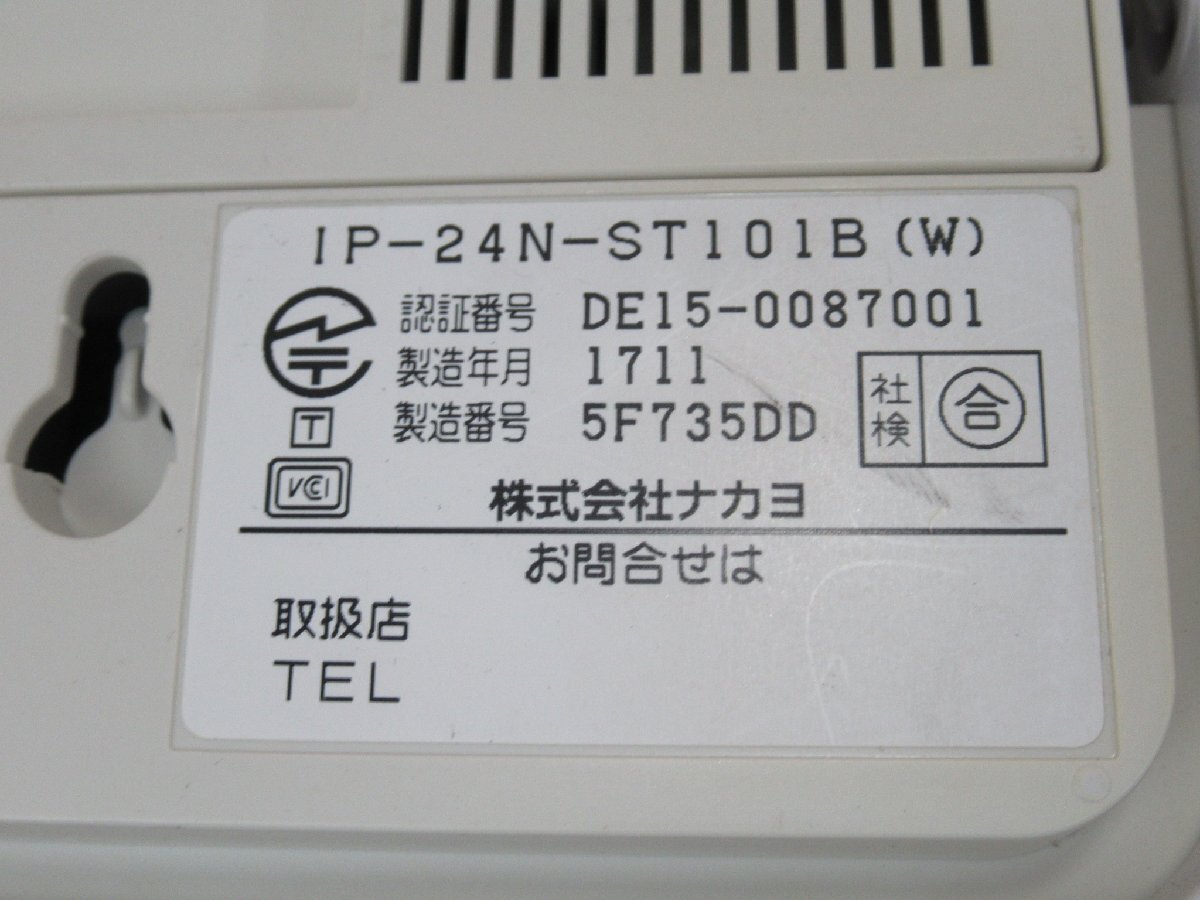 IP-24N-ST101B(W)
認証番号 DE15-0087001
製造年月 1711
製造番号 5F735DD
T
VCCI
社検 合
株式会社ナカヨ
お問合せは
取扱店
TEL